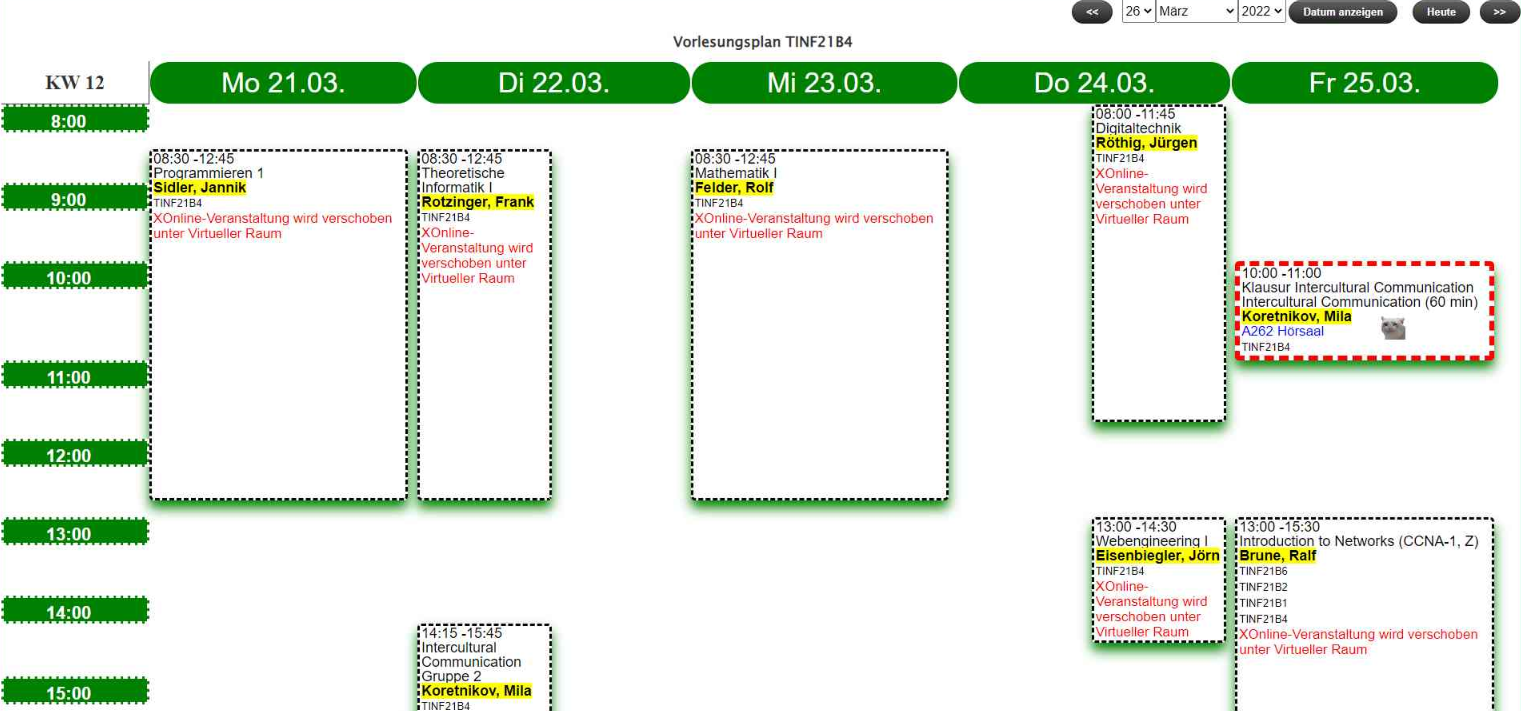 << 26 März 2022 Datum anzeigen Heute >>
Vorlesungsplan TINF21B4
KW 12 Mo 21.03. Di 22.03. Mi 23.03. Do 24.03. Fr 25.03.
8:00
9:00
10:00
11:00
12:00
13:00
14:00
15:00
08:30 -12:45
Programmieren 1
Sidler, Jannik
TINF21B4
XOnline-Veranstaltung wird verschoben
unter Virtueller Raum
08:30 -12:45
Theoretische
Informatik I
Rotzinger, Frank
TINF21B4
XOnline-
Veranstaltung wird
verschoben unter
Virtueller Raum
14:15 -15:45
Intercultural
Communication
Gruppe 2
Koretnikov, Mila
TINF21B4
08:30 -12:45
Mathematik I
Felder, Rolf
TINF21B4
XOnline-Veranstaltung wird verschoben
unter Virtueller Raum
08:00 -11:45
Digitaltechnik
Röthig, Jürgen
TINF21B4
XOnline-
Veranstaltung wird
verschoben unter
Virtueller Raum
13:00 -14:30
Webengineering I
Eisenbiegler, Jörn
TINF21B4
XOnline-
Veranstaltung wird
verschoben unter
Virtueller Raum
10:00 -11:00
Klausur Intercultural Communication
Intercultural Communication (60 min)
Koretnikov, Mila
A262 Hörsaal
TINF21B4
13:00 -15:30
Introduction to Networks (CCNA-1, Z)
Brune, Ralf
TINF21B6
TINF21B2
TINF21B1
TINF21B4
XOnline-Veranstaltung wird verschoben
unter Virtueller Raum